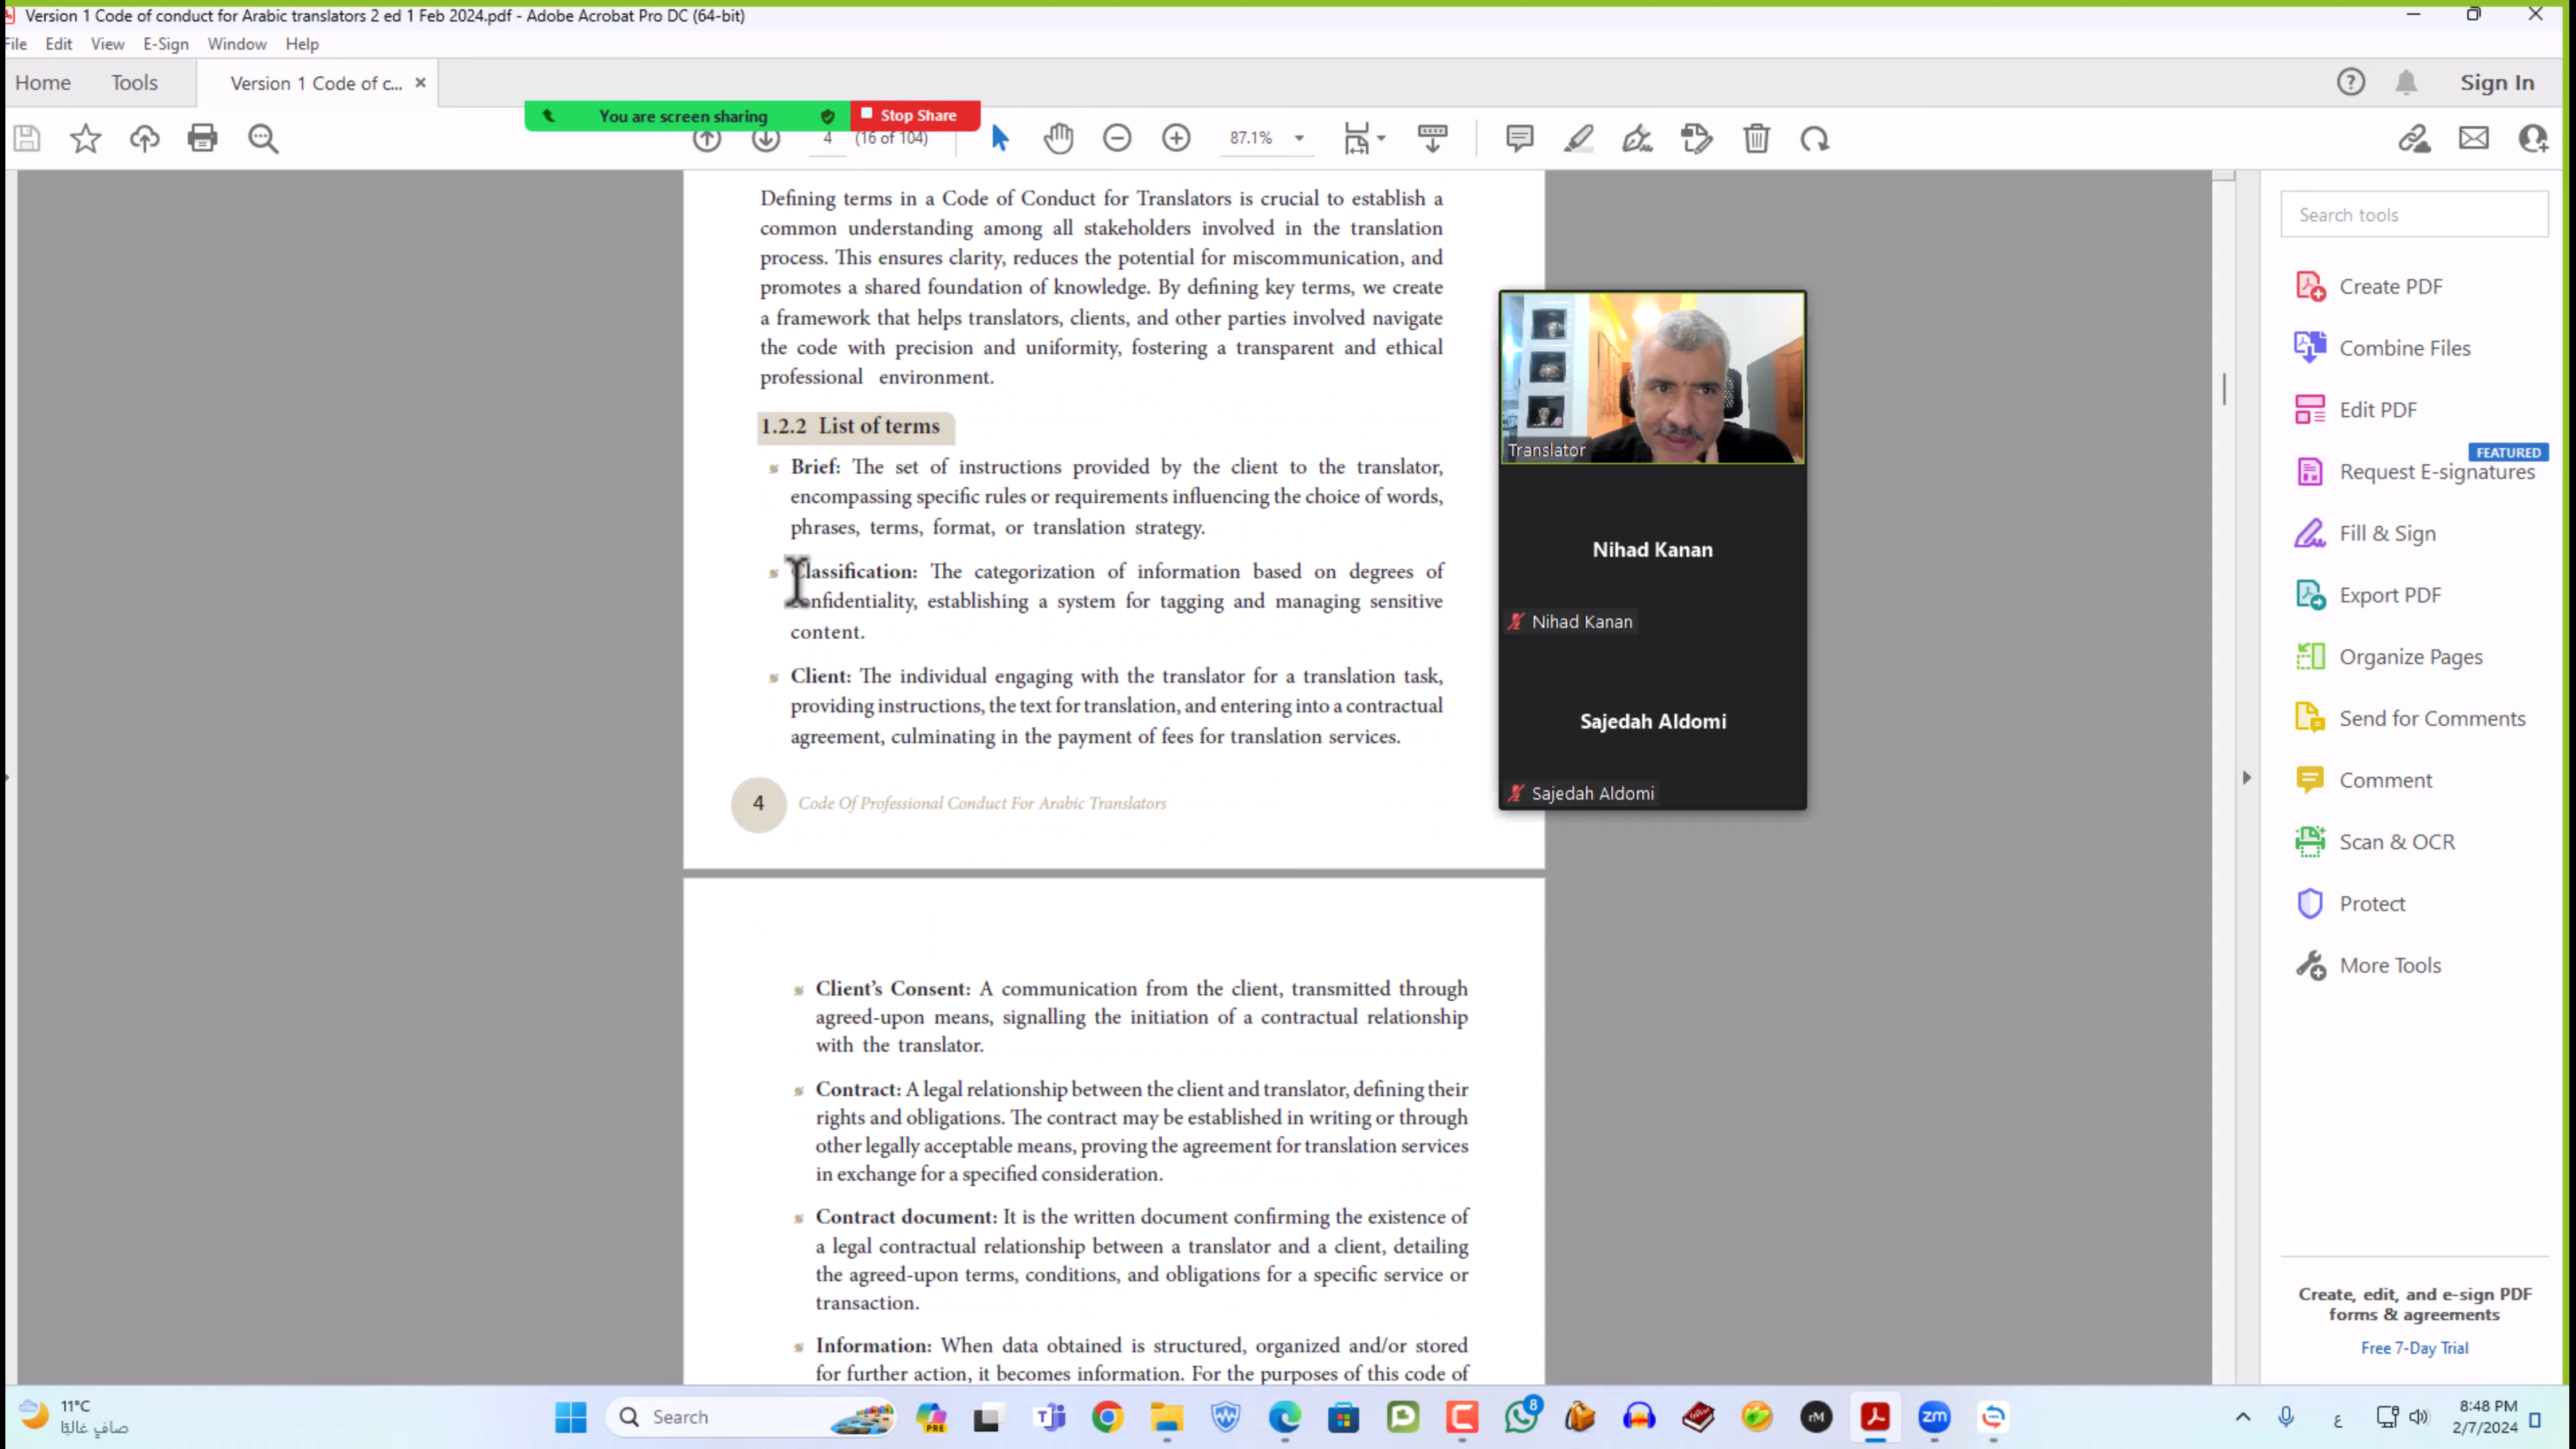 Version 1 Code of conduct for Arabic translators 2 ed 1 Feb 2024.pdf - Adobe Acrobat Pro DC (64-bit)
File Edit View E-Sign Window Help
Home Tools Version 1 Code of c... Sign In
You are screen sharing Stop Share
4 (16 of 104) 87.1%
Defining terms in a Code of Conduct for Translators is crucial to establish a
common understanding among all stakeholders involved in the translation
process. This ensures clarity, reduces the potential for miscommunication, and
promotes a shared foundation of knowledge. By defining key terms, we create
a framework that helps translators, clients, and other parties involved navigate
the code with precision and uniformity, fostering a transparent and ethical
professional environment.
1.2.2 List of terms
Brief: The set of instructions provided by the client to the translator,
encompassing specific rules or requirements influencing the choice of words,
phrases, terms, format, or translation strategy.
Classification: The categorization of information based on degrees of
confidentiality, establishing a system for tagging and managing sensitive
content.
Client: The individual engaging with the translator for a translation task,
providing instructions, the text for translation, and entering into a contractual
agreement, culminating in the payment of fees for translation services.
4 Code Of Professional Conduct For Arabic Translators
Client's Consent: A communication from the client, transmitted through
agreed-upon means, signalling the initiation of a contractual relationship
with the translator.
Contract: A legal relationship between the client and translator, defining their
rights and obligations. The contract may be established in writing or through
other legally acceptable means, proving the agreement for translation services
in exchange for a specified consideration.
Contract document: It is the written document confirming the existence of
a legal contractual relationship between a translator and a client, detailing
the agreed-upon terms, conditions, and obligations for a specific service or
transaction.
Information: When data obtained is structured, organized and/or stored
for further action, it becomes information. For the purposes of this code of
Translator
Nihad Kanan
Nihad Kanan
Sajedah Aldomi
Sajedah Aldomi
Search tools
Create PDF
Combine Files
Edit PDF
FEATURED
Request E-signatures
Fill & Sign
Export PDF
Organize Pages
Send for Comments
Comment
Scan & OCR
Protect
More Tools
Create, edit, and e-sign PDF
forms & agreements
Free 7-Day Trial
11°C
صافٍ غالبًا
Search
PRE
8
rM
zm
ع
8:48 PM
2/7/2024